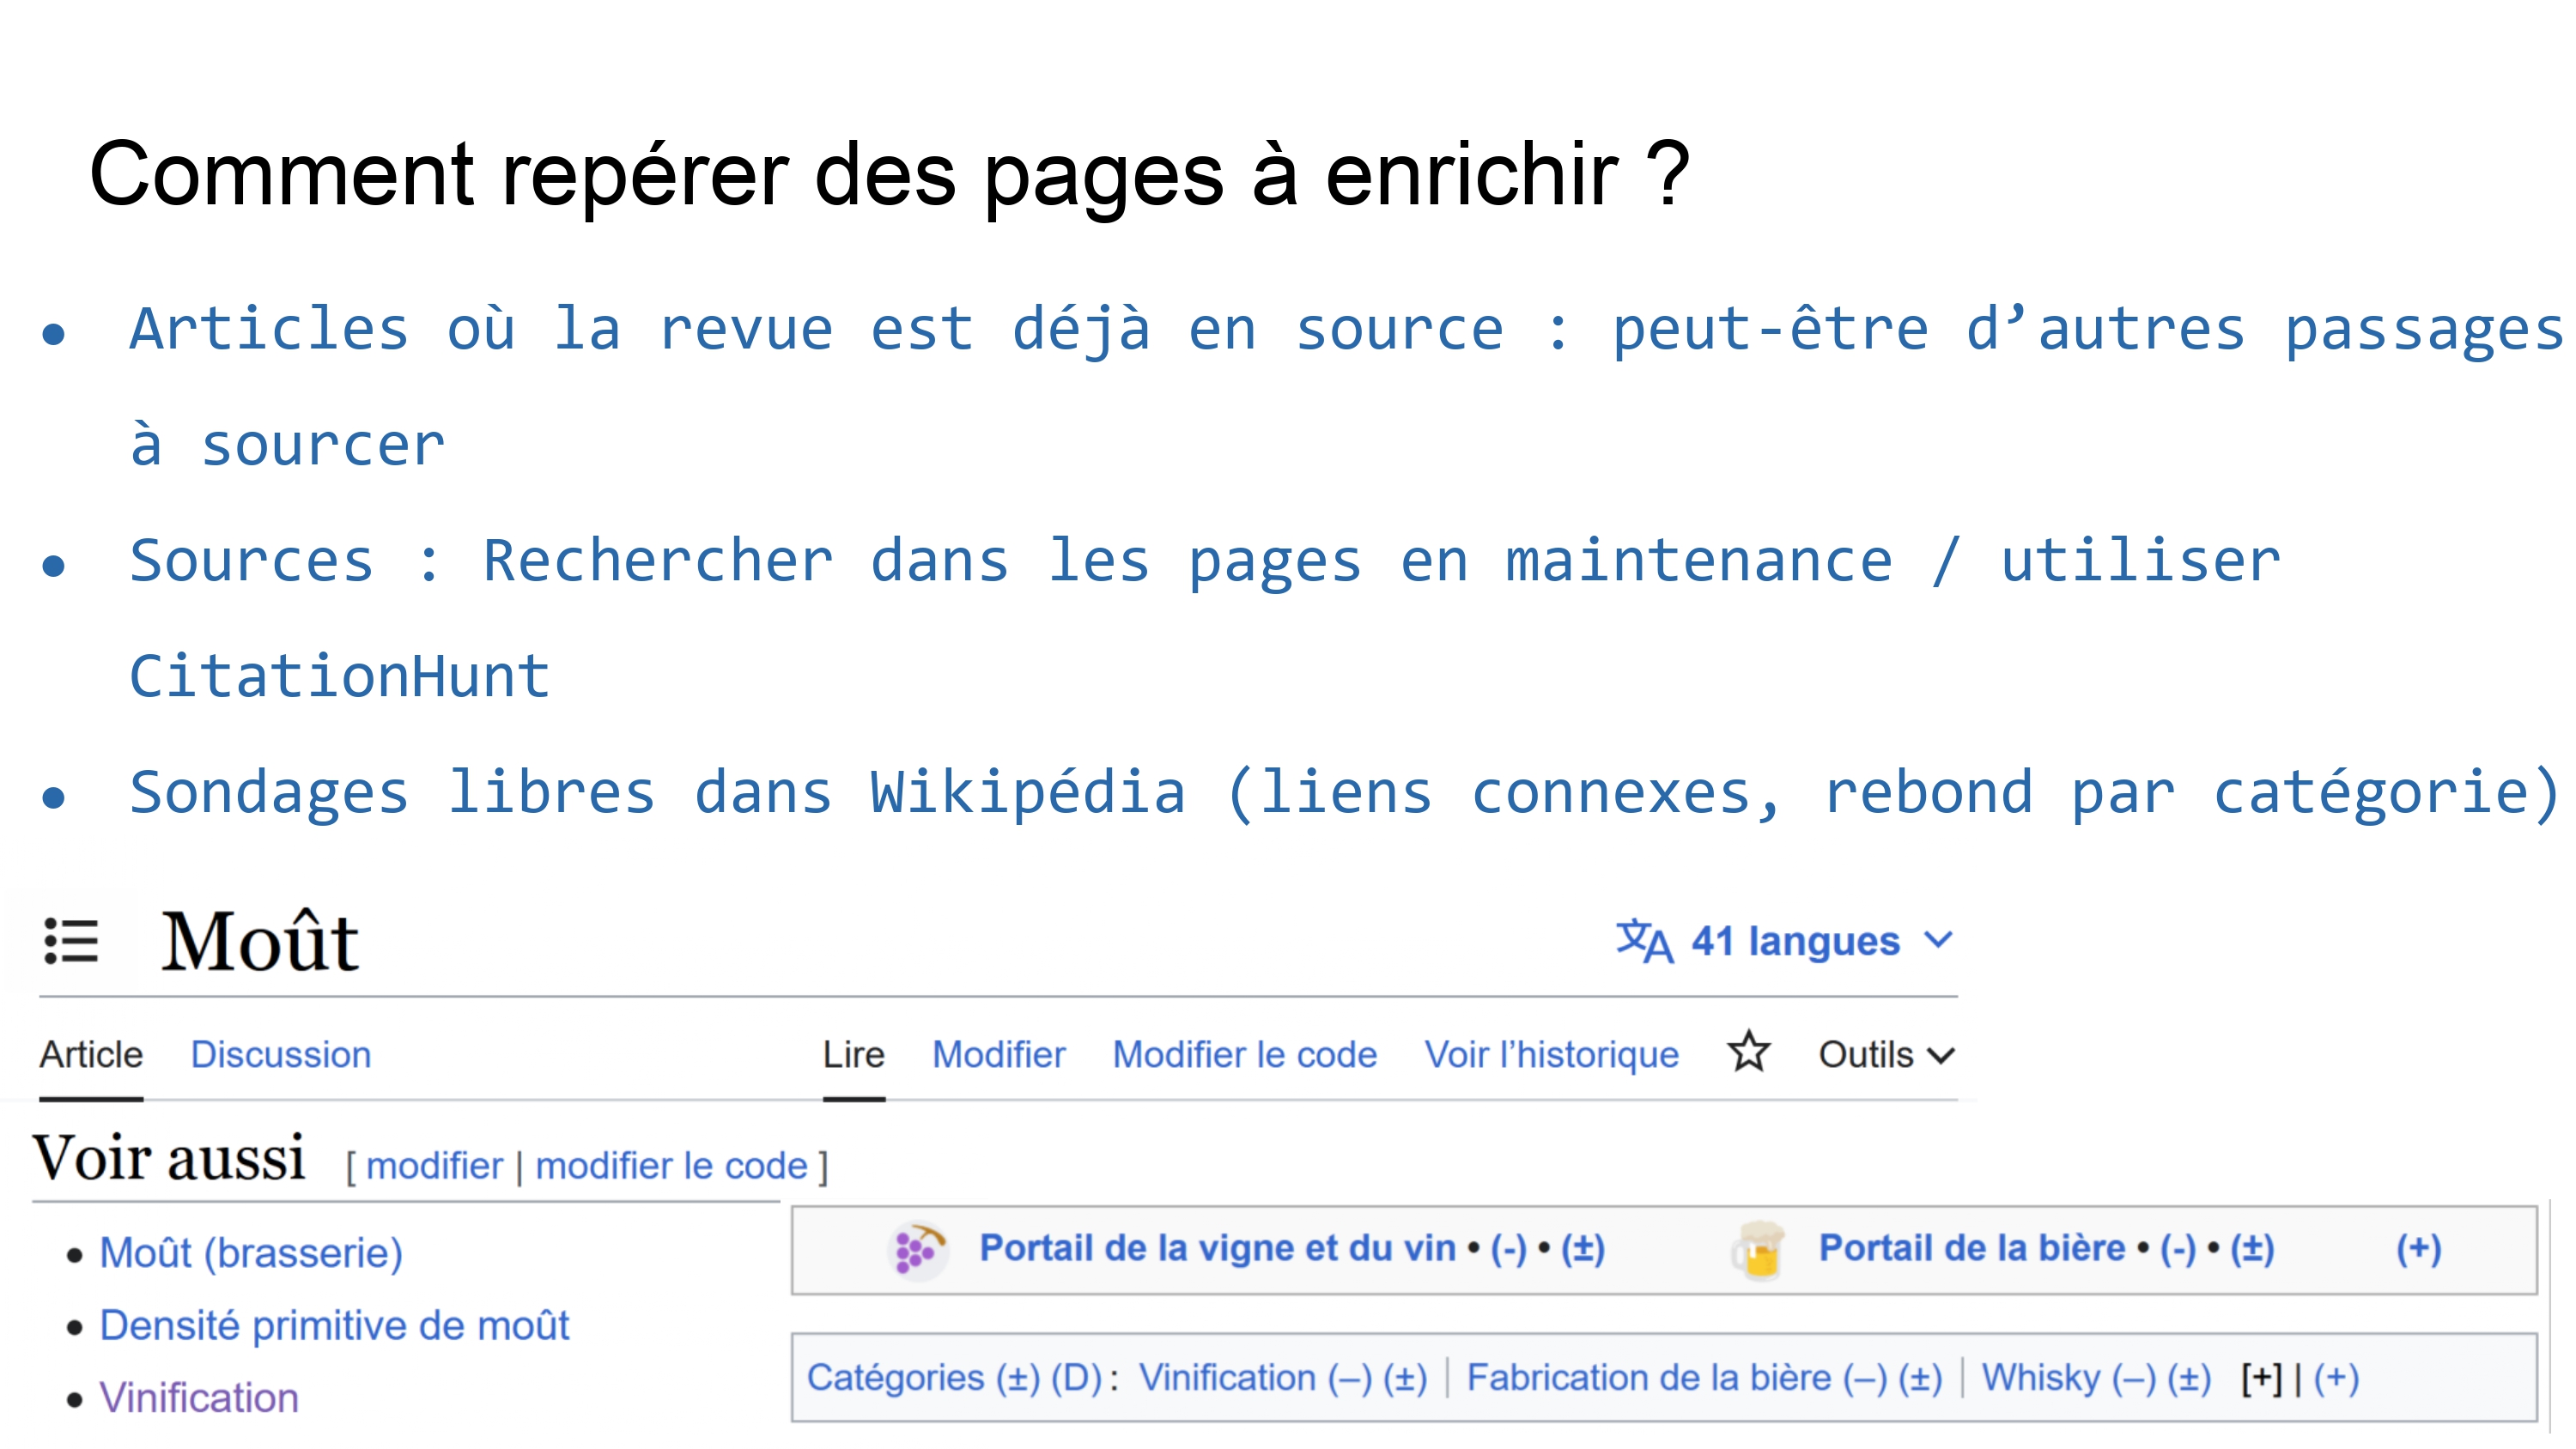 Comment repérer des pages à enrichir ?
• Articles où la revue est déjà en source : peut-être d’autres passages
à sourcer
• Sources : Rechercher dans les pages en maintenance / utiliser
CitationHunt
• Sondages libres dans Wikipédia (liens connexes, rebond par catégorie)
Moût 41 langues
Article Discussion Lire Modifier Modifier le code Voir l’historique Outils
Voir aussi [ modifier | modifier le code ]
• Moût (brasserie)
• Densité primitive de moût
• Vinification
Portail de la vigne et du vin • (-) • (±) Portail de la bière • (-) • (±) (+)
Catégories (±) (D) : Vinification (–) (±) | Fabrication de la bière (–) (±) | Whisky (–) (±) [+] | (+)